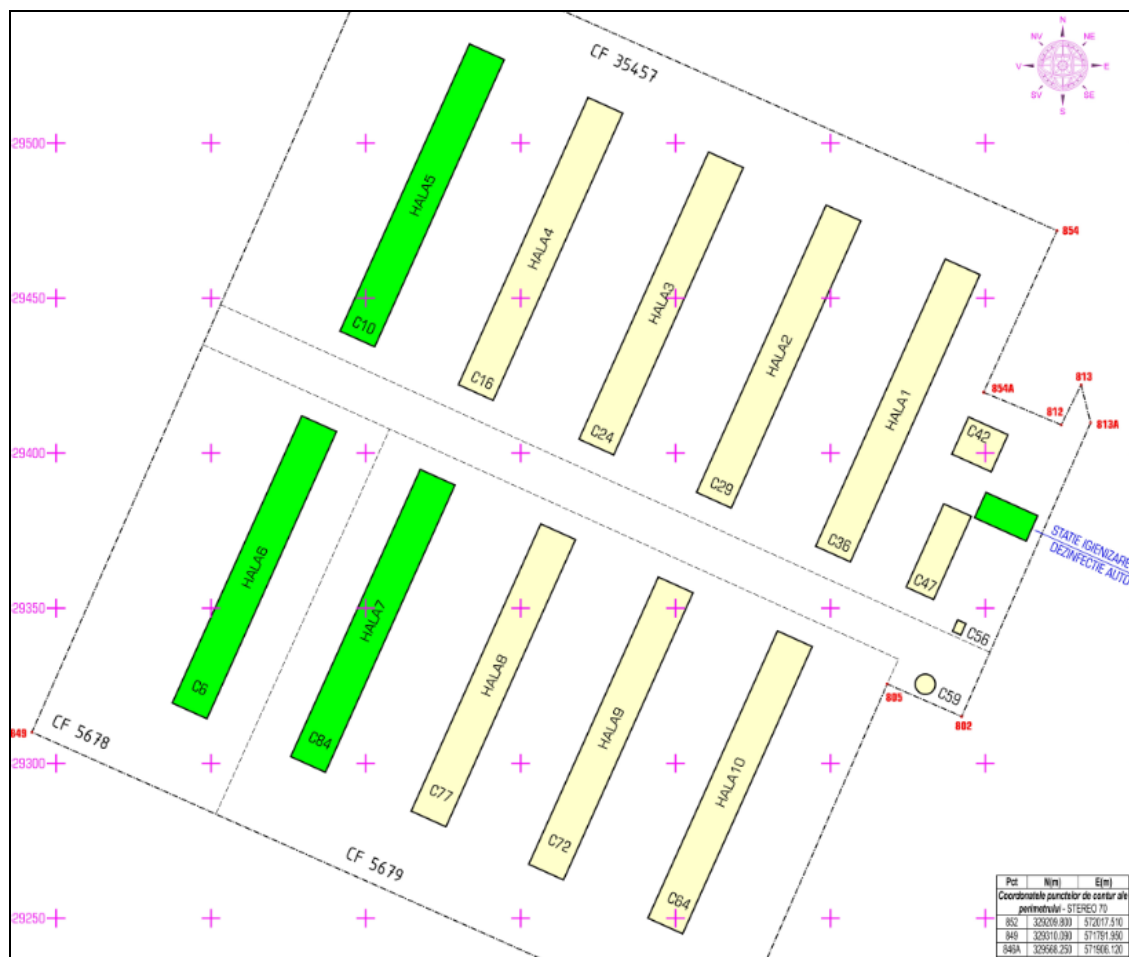 CF 35457
N
NV NE
V E
SV SE
S
HALA5
29500
HALA4
HALA3
HALA2
854
HALA1
29450
C10
C16
854A
813
812
813A
C42
C24
29400
C29
STATIE IGIENIZARE
DEZINFECTIE AUTO
C36
C47
HALA6
HALA7
29350
C56
HALA8
HALA9
C6
805
C59
802
849
CF 5678
C84
29300
HALA10
C77
C72
CF 5679
C64
29250
Pct N(m) E(m)
Coordonatele punctelor de contur ale
perimetrului - STEREO 70
852 329209.800 572017.510
849 329310.090 571791.950
846A 329568.250 571906.120